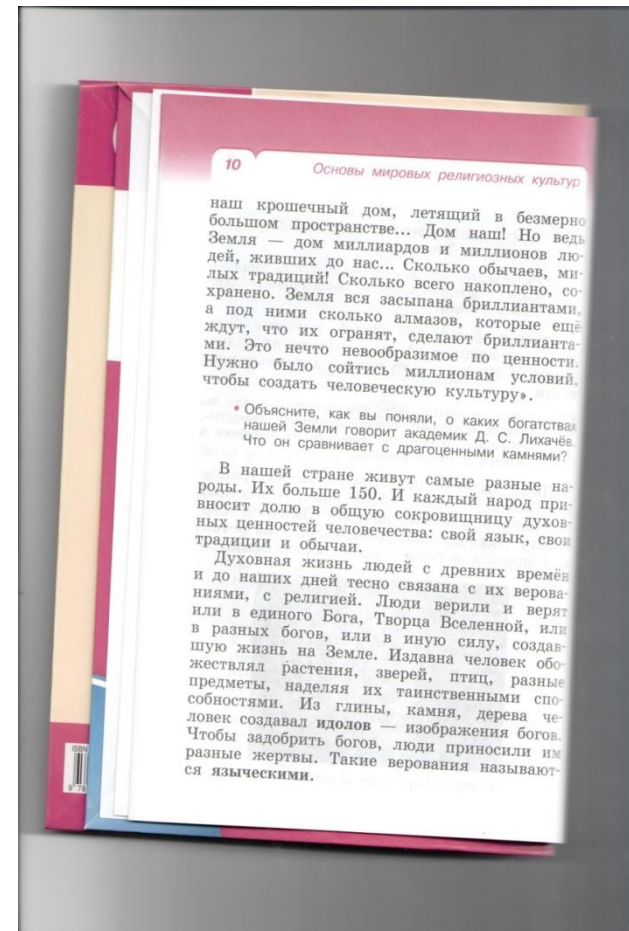 10
Основы мировых религиозных культур
наш крошечный дом, летящий в безмерно
большом пространстве... Дом наш! Но ведь
Земля — дом миллиардов и миллионов лю-
дей, живших до нас... Сколько обычаев, ми-
лых традиций! Сколько всего накоплено, со-
хранено. Земля вся засыпана бриллиантами,
а под ними сколько алмазов, которые ещё
ждут, что их огранят, сделают бриллианта-
ми. Это нечто невообразимое по ценности.
Нужно было сойтись миллионам условий,
чтобы создать человеческую культуру».
• Объясните, как вы поняли, о каких богатствах
нашей Земли говорит академик Д. С. Лихачёв.
Что он сравнивает с драгоценными камнями?
В нашей стране живут самые разные на-
роды. Их больше 150. И каждый народ при-
вносит долю в общую сокровищницу духов-
ных ценностей человечества: свой язык, свои
традиции и обычаи.
Духовная жизнь людей с древних времён
и до наших дней тесно связана с их верова-
ниями, с религией. Люди верили и верят
или в единого Бога, Творца Вселенной, или
в разных богов, или в иную силу, создав-
шую жизнь на Земле. Издавна человек обо-
жествлял растения, зверей, птиц, разные
предметы, наделяя их таинственными спо-
собностями. Из глины, камня, дерева че-
ловек создавал идолов — изображения богов.
Чтобы задобрить богов, люди приносили им
разные жертвы. Такие верования называют-
ся языческими.
ISBN
9 78